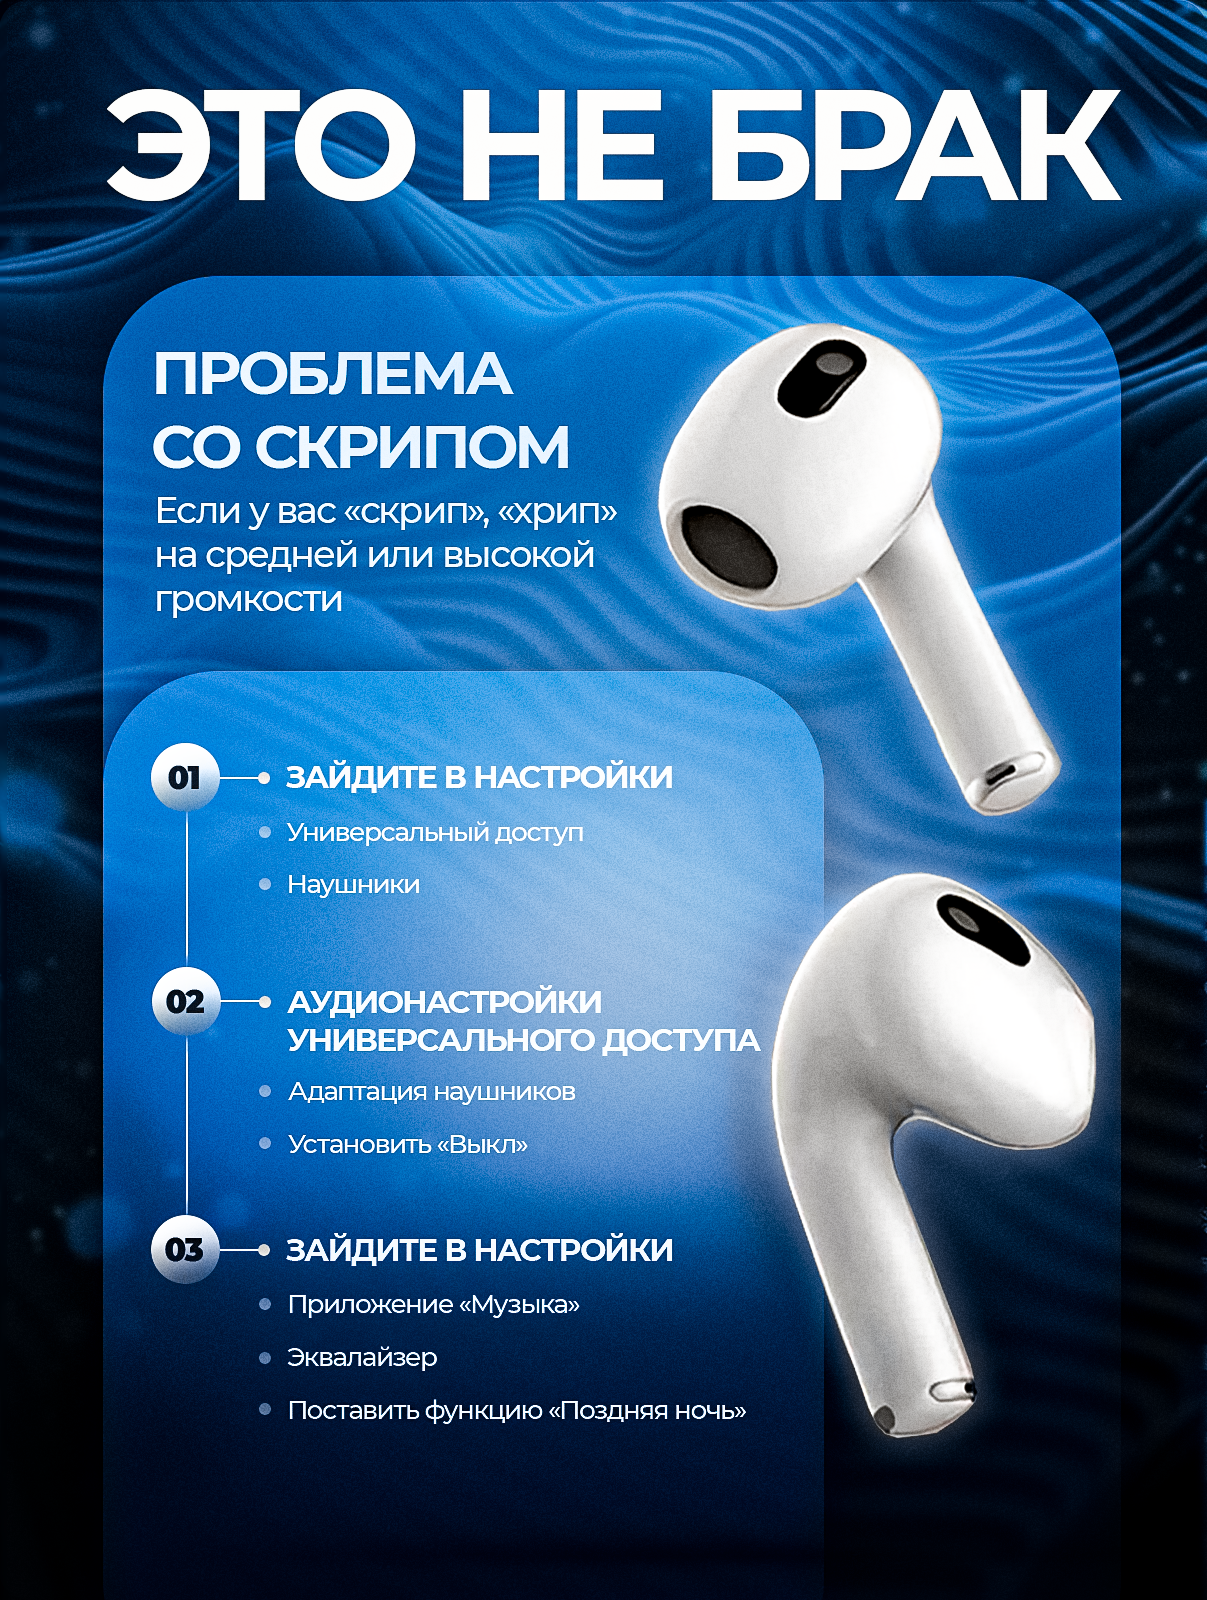 ЭТО НЕ БРАК
ПРОБЛЕМА
СО СКРИПОМ
Если у вас «скрип», «хрип»
на средней или высокой
громкости
01 ЗАЙДИТЕ В НАСТРОЙКИ
Универсальный доступ
Наушники
02 АУДИОНАСТРОЙКИ
УНИВЕРСАЛЬНОГО ДОСТУПА
Адаптация наушников
Установить «Выкл»
03 ЗАЙДИТЕ В НАСТРОЙКИ
Приложение «Музыка»
Эквалайзер
Поставить функцию «Поздняя ночь»